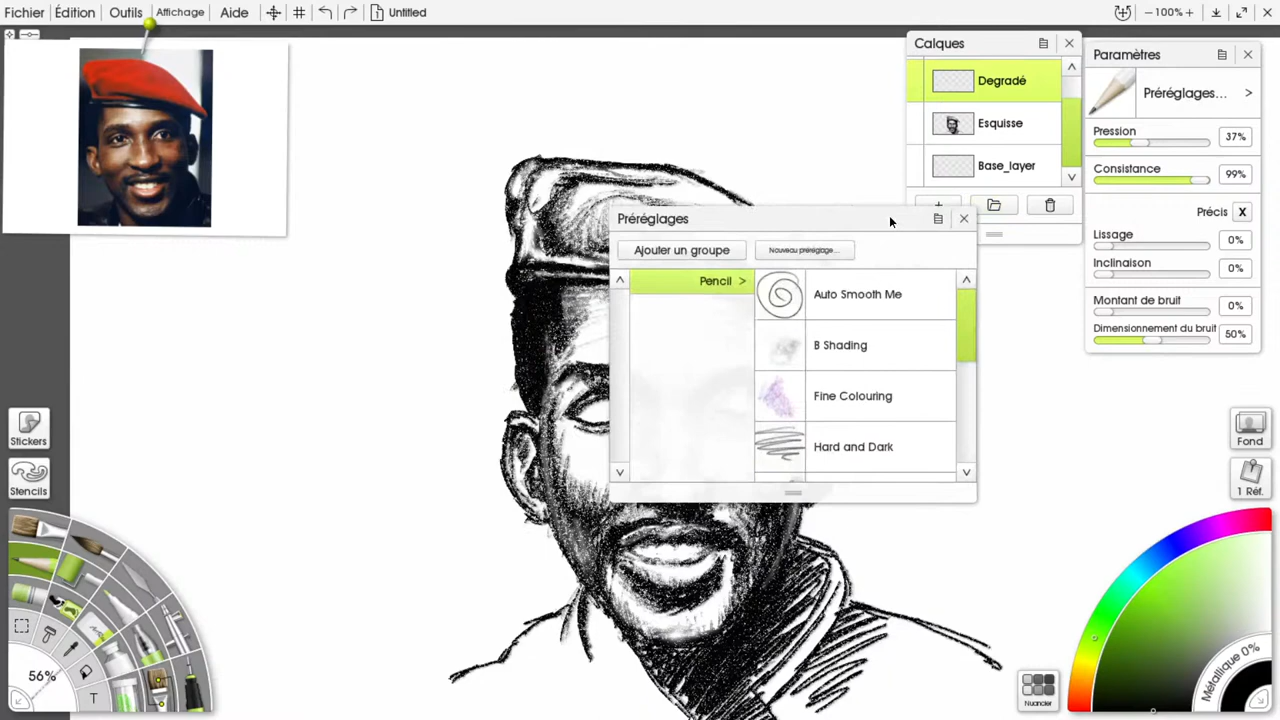 Fichier Édition Outils Affichage Aide Untitled 100%
Calques
Degradé
Esquisse
Base_layer
Paramètres
Préréglages... >
Pression
37%
Consistance
99%
Précis X
Lissage
0%
Inclinaison
0%
Montant de bruit
0%
Dimensionnement du bruit
50%
Préréglages
Ajouter un groupe Nouveau préréglage...
Pencil >
Auto Smooth Me
B Shading
Fine Colouring
Hard and Dark
Stickers
Stencils
56%
T
Fond
1 Réf.
Nuancier
Métallique 0%